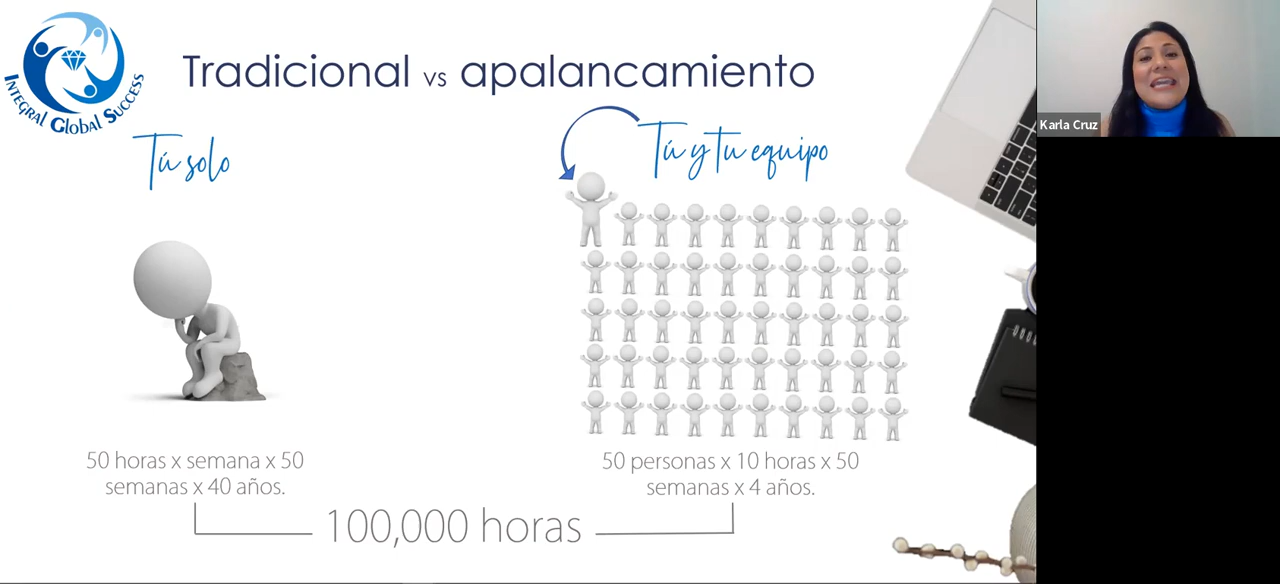 INTEGRAL GLOBAL SUCCESS
Tradicional vs apalancamiento
Tú solo
Tú y tu equipo
Karla Cruz
50 horas x semana x 50
semanas x 40 años.
50 personas x 10 horas x 50
semanas x 4 años.
100,000 horas